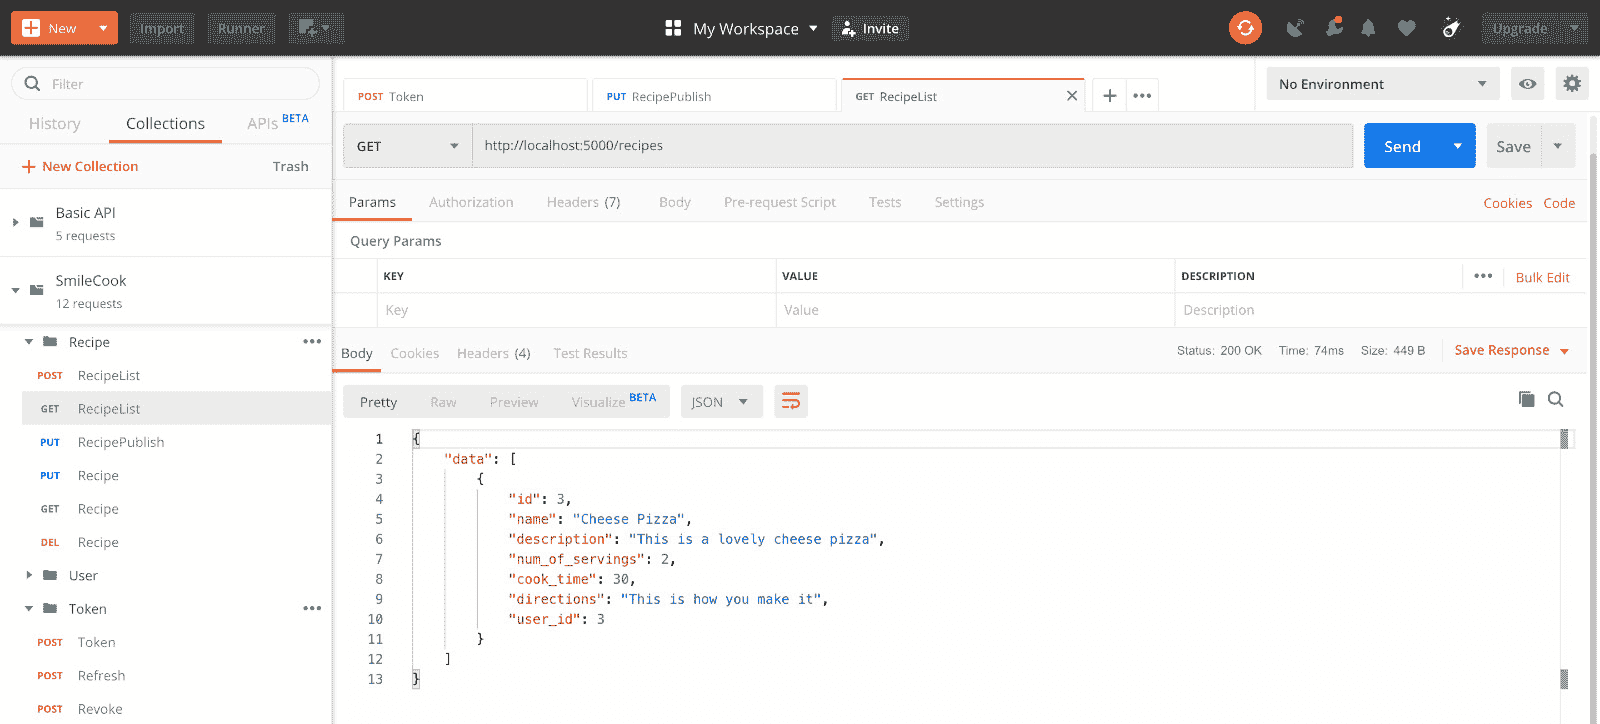 New Import Runner My Workspace Invite Upgrade
Filter
History Collections APIs BETA
New Collection Trash
Basic API
5 requests
SmileCook
12 requests
Recipe
POST RecipeList
GET RecipeList
PUT RecipePublish
PUT Recipe
GET Recipe
DEL Recipe
User
Token
POST Token
POST Refresh
POST Revoke
POST Token PUT RecipePublish GET RecipeList
No Environment
GET http://localhost:5000/recipes Send Save
Params Authorization Headers (7) Body Pre-request Script Tests Settings Cookies Code
Query Params
KEY VALUE DESCRIPTION Bulk Edit
Key Value Description
Body Cookies Headers (4) Test Results Status: 200 OK Time: 74ms Size: 449 B Save Response
Pretty Raw Preview Visualize BETA JSON
1 {
2 "data": [
3 {
4 "id": 3,
5 "name": "Cheese Pizza",
6 "description": "This is a lovely cheese pizza",
7 "num_of_servings": 2,
8 "cook_time": 30,
9 "directions": "This is how you make it",
10 "user_id": 3
11 }
12 ]
13 }